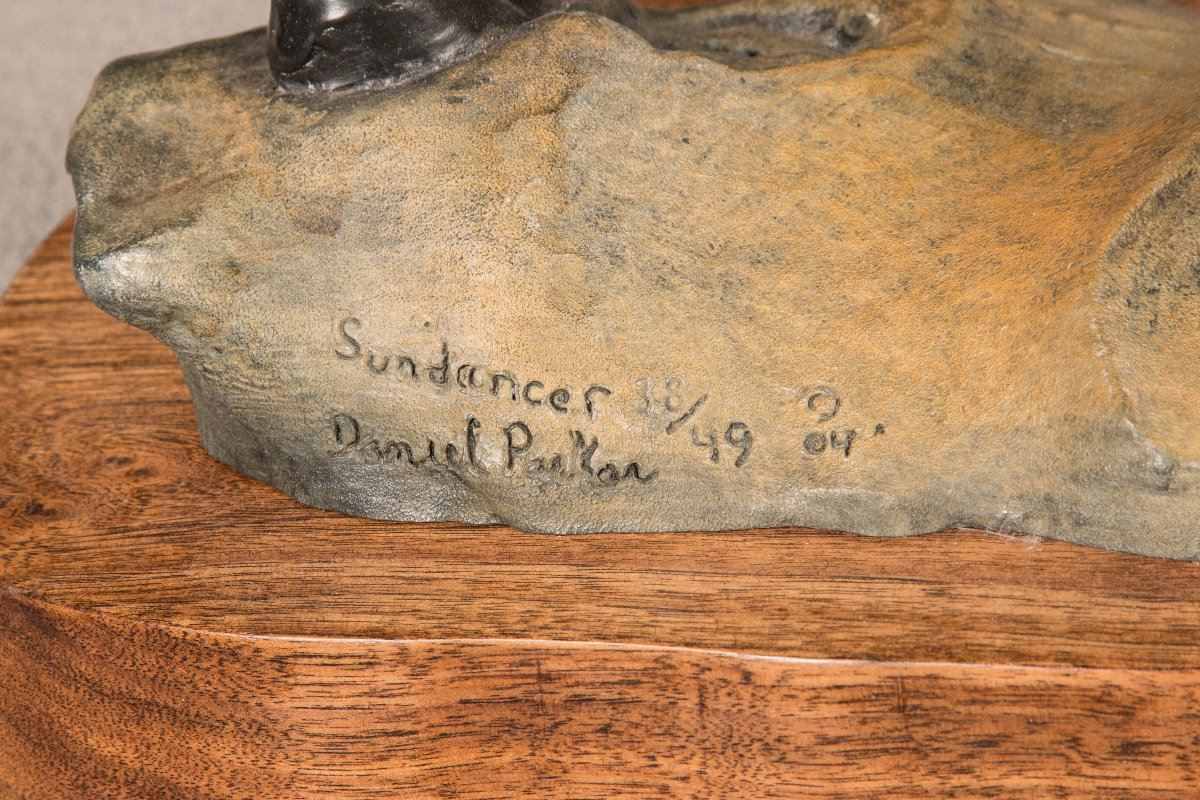 Sundancer 38/49 © 04'
Daniel Parker